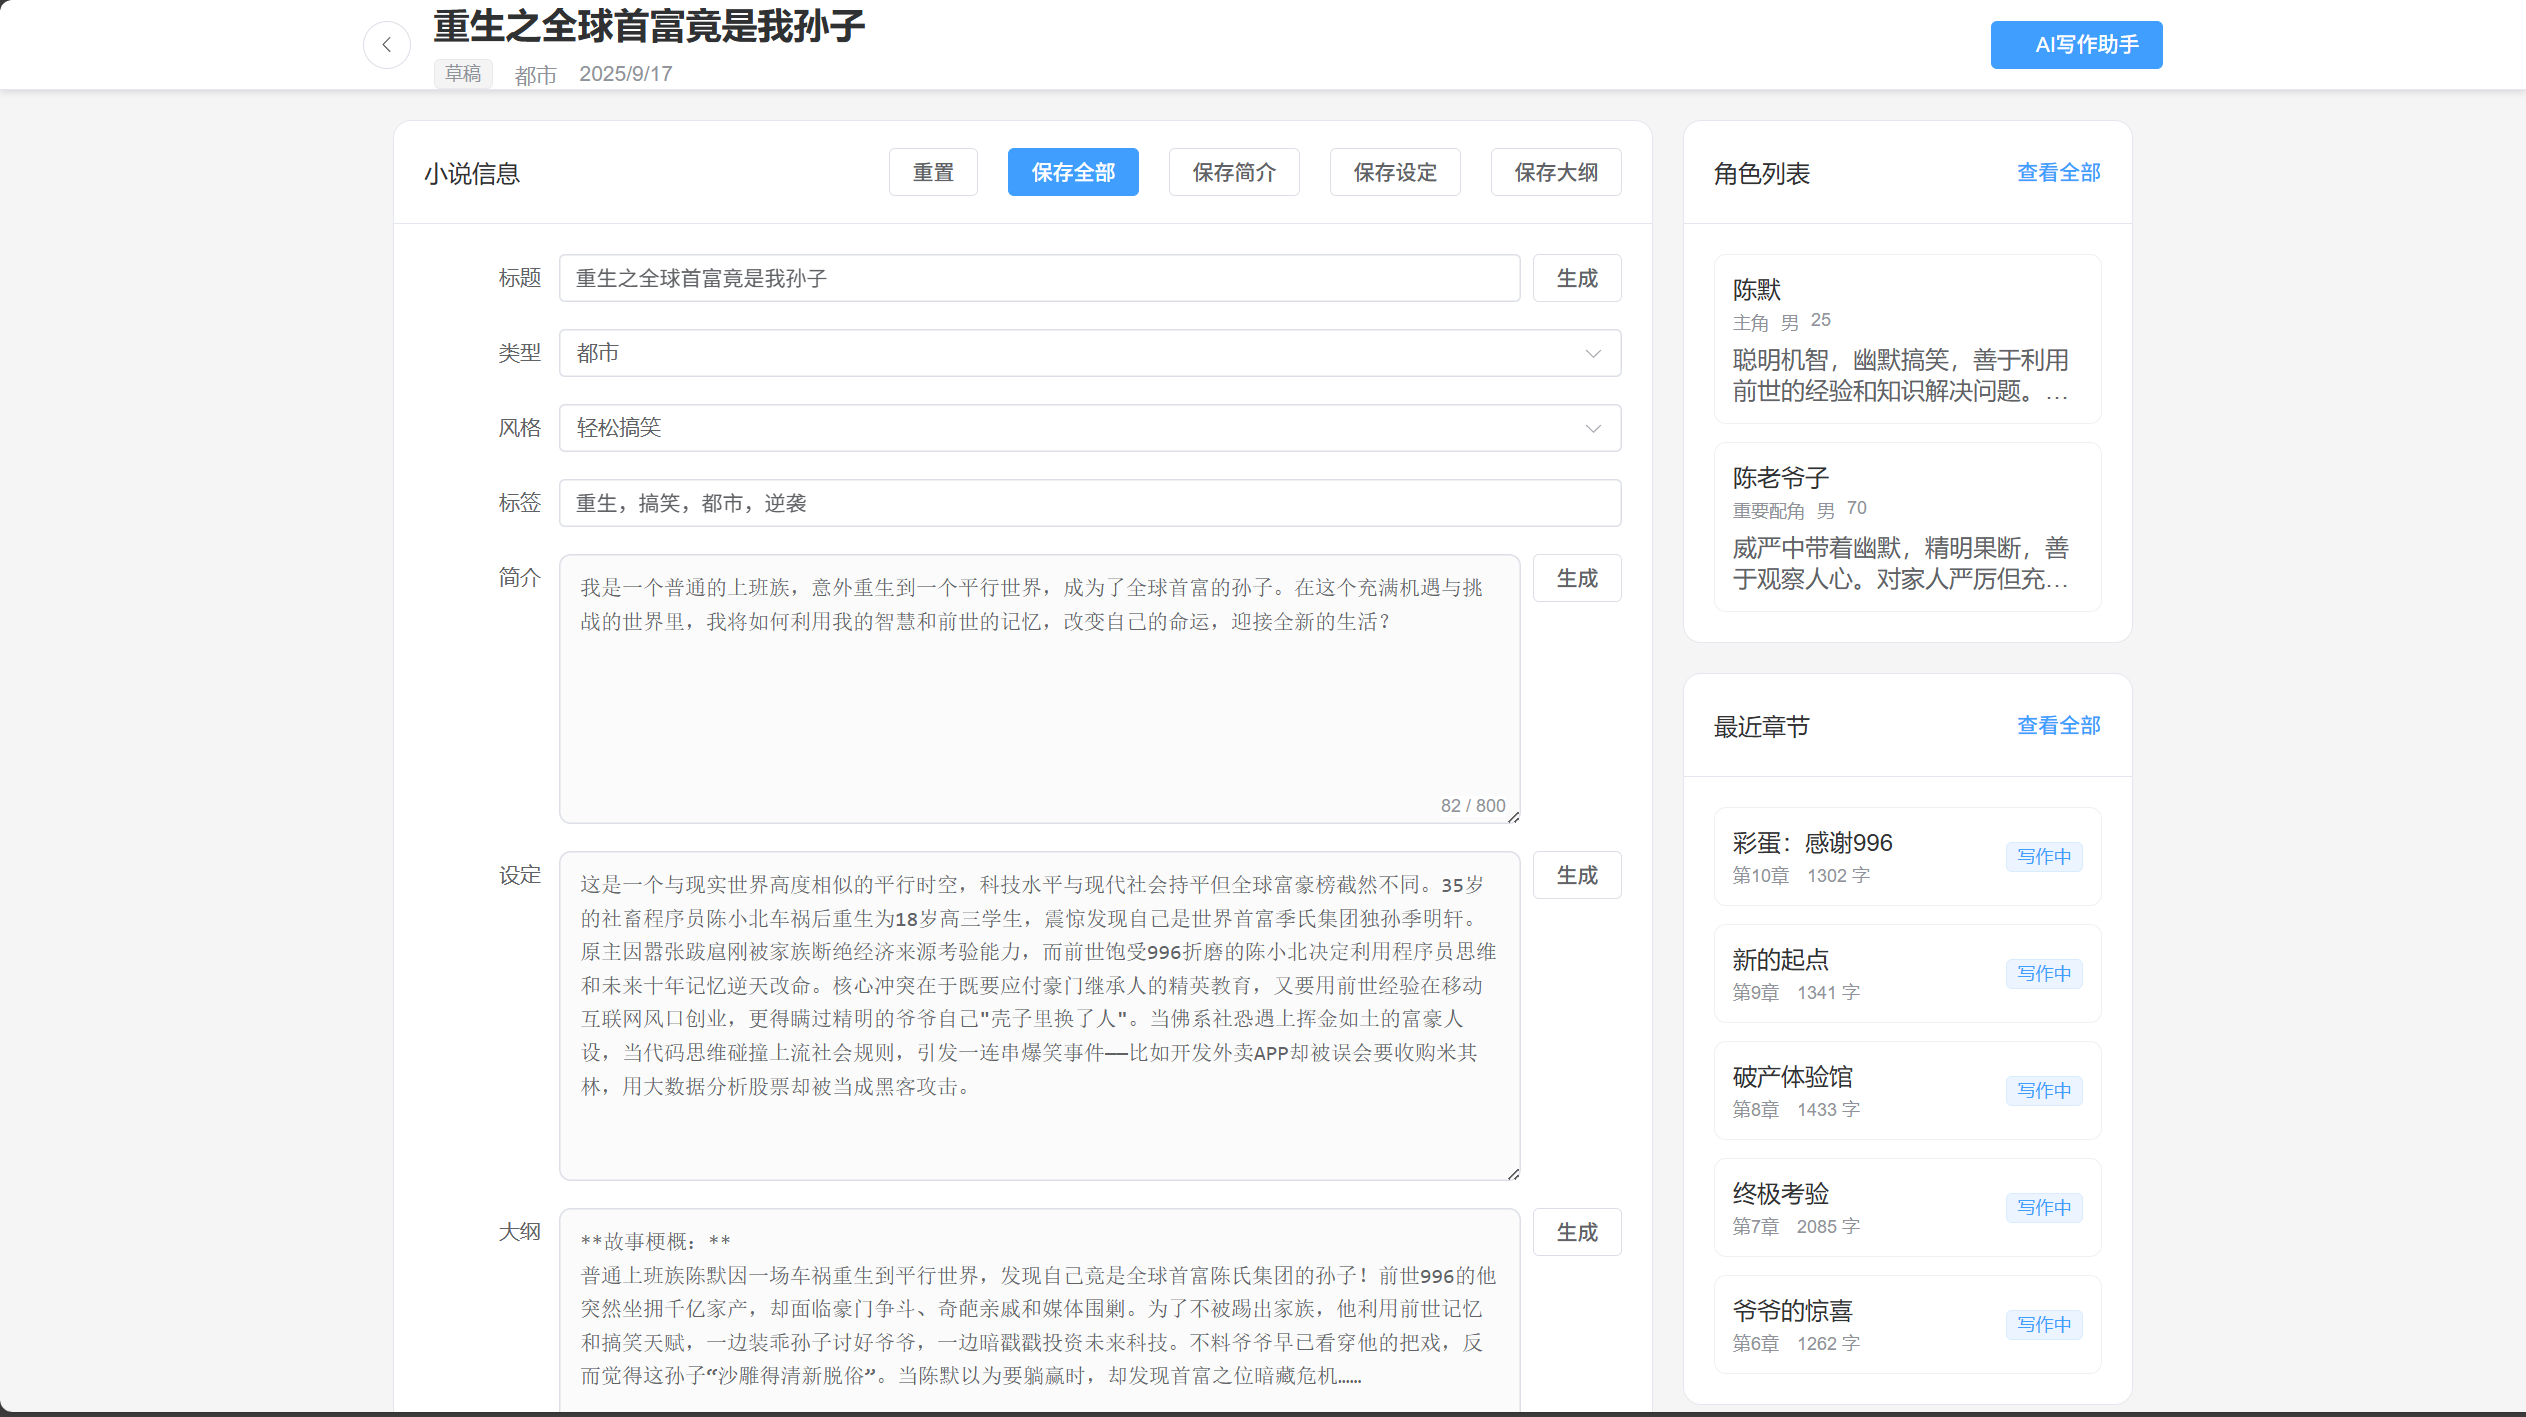 重生之全球首富竟是我孙子
草稿 都市 2025/9/17
AI写作助手
小说信息
重置 保存全部 保存简介 保存设定 保存大纲
标题 重生之全球首富竟是我孙子 生成
类型 都市
风格 轻松搞笑
标签 重生，搞笑，都市，逆袭
简介 生成
我是一个普通的上班族，意外重生到一个平行世界，成为了全球首富的孙子。在这个充满机遇与挑
战的世界里，我将如何利用我的智慧和前世的记忆，改变自己的命运，迎接全新的生活？
82 / 800
设定 生成
这是一个与现实世界高度相似的平行时空，科技水平与现代社会持平但全球富豪榜截然不同。35岁
的社畜程序员陈小北车祸后重生为18岁高三学生，震惊发现自己是世界首富季氏集团独孙季明轩。
原主因嚣张跋扈刚被家族断绝经济来源考验能力，而前世饱受996折磨的陈小北决定利用程序员思维
和未来十年记忆逆天改命。核心冲突在于既要应付豪门继承人的精英教育，又要用前世经验在移动
互联网风口创业，更得瞒过精明的爷爷自己"壳子里换了人"。当佛系社恐遇上挥金如土的富豪人
设，当代码思维碰撞上流社会规则，引发一连串爆笑事件——比如开发外卖APP却被误会要收购米其
林，用大数据分析股票却被当成黑客攻击。
大纲 生成
**故事梗概：**
普通上班族陈默因一场车祸重生到平行世界，发现自己竟是全球首富陈氏集团的孙子！前世996的他
突然坐拥千亿家产，却面临豪门争斗、奇葩亲戚和媒体围剿。为了不被踢出家族，他利用前世记忆
和搞笑天赋，一边装乖孙子讨好爷爷，一边暗戳戳投资未来科技。不料爷爷早已看穿他的把戏，反
而觉得这孙子“沙雕得清新脱俗”。当陈默以为要躺赢时，却发现首富之位暗藏危机……
角色列表 查看全部
陈默
主角 男 25
聪明机智，幽默搞笑，善于利用
前世的经验和知识解决问题。…
陈老爷子
重要配角 男 70
威严中带着幽默，精明果断，善
于观察人心。对家人严厉但充…
最近章节 查看全部
彩蛋：感谢996
第10章 1302 字
写作中
新的起点
第9章 1341 字
写作中
破产体验馆
第8章 1433 字
写作中
终极考验
第7章 2085 字
写作中
爷爷的惊喜
第6章 1262 字
写作中